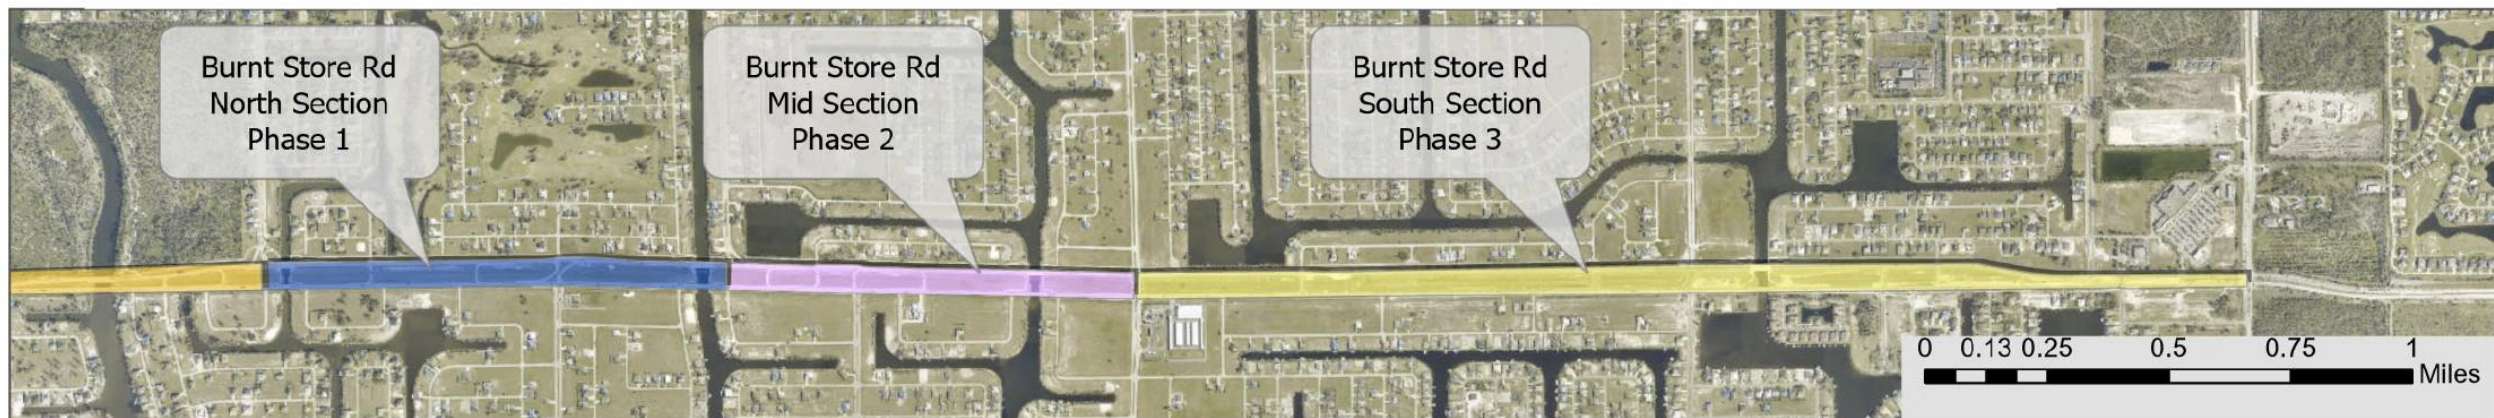 Burnt Store Rd
North Section
Phase 1
Burnt Store Rd
Mid Section
Phase 2
Burnt Store Rd
South Section
Phase 3
0 0.13 0.25 0.5 0.75 1
Miles